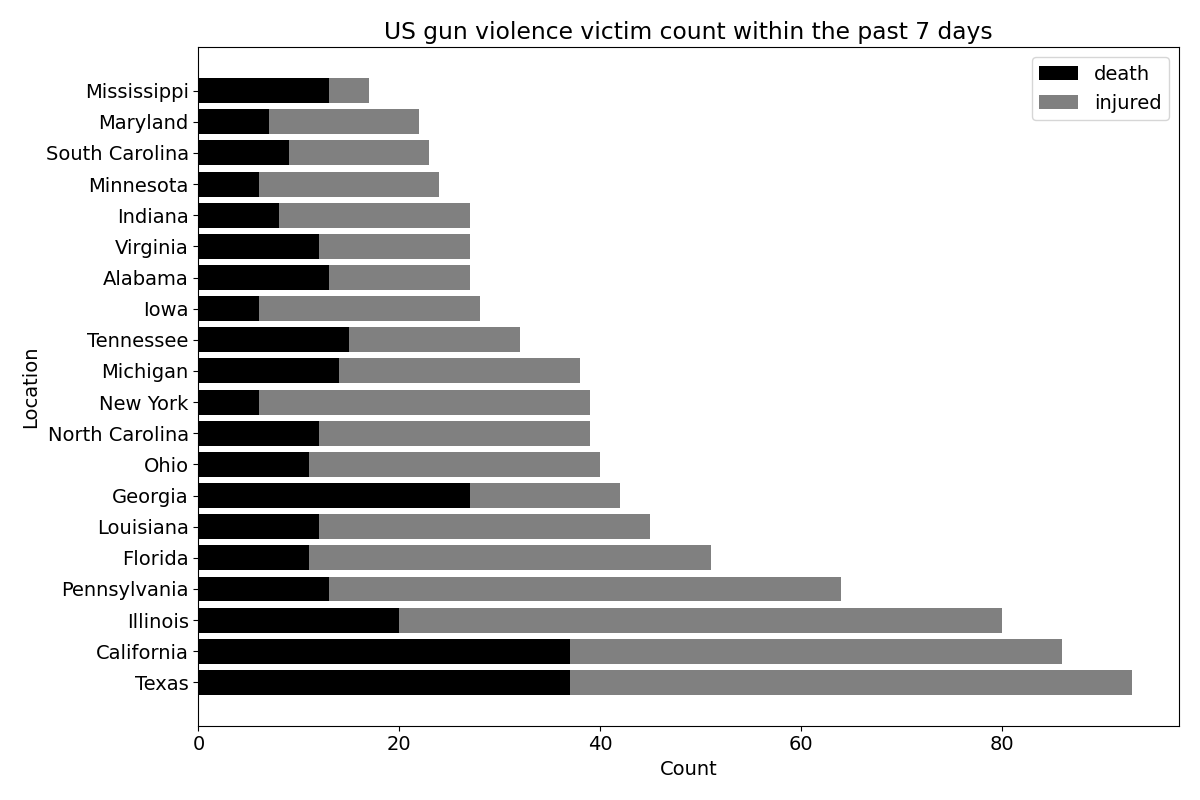 US gun violence victim count within the past 7 days
death
injured
Mississippi
Maryland
South Carolina
Minnesota
Indiana
Virginia
Alabama
Iowa
Tennessee
Michigan
New York
North Carolina
Ohio
Georgia
Louisiana
Florida
Pennsylvania
Illinois
California
Texas
Location
0 20 40 60 80
Count